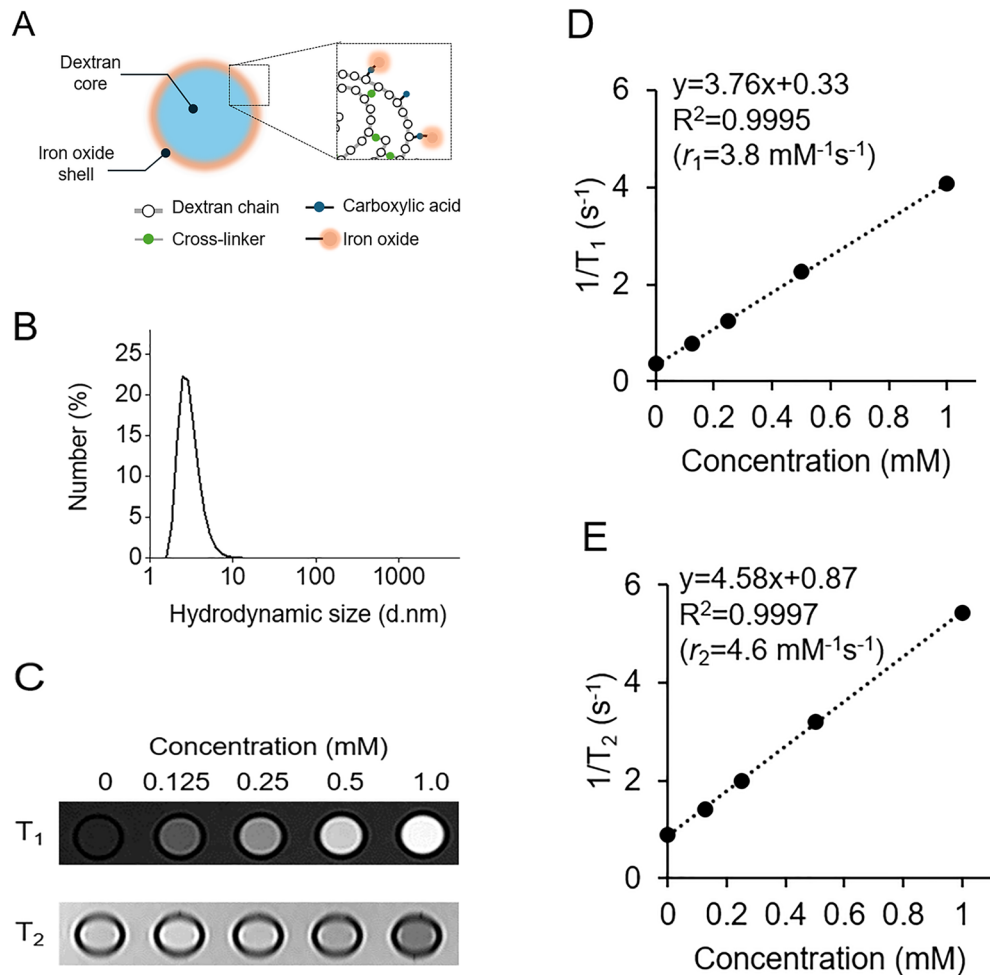 A
Dextran
core
Iron oxide
shell
Dextran chain
Carboxylic acid
Cross-linker
Iron oxide
B
25
20
15
10
5
0
Number (%)
1 10 100 1000
Hydrodynamic size (d.nm)
C
Concentration (mM)
0 0.125 0.25 0.5 1.0
T₁
T₂
D
y=3.76x+0.33
R²=0.9995
(r₁=3.8 mM⁻¹s⁻¹)
6
4
2
0
1/T₁ (s⁻¹)
0 0.2 0.4 0.6 0.8 1
Concentration (mM)
E
y=4.58x+0.87
R²=0.9997
(r₂=4.6 mM⁻¹s⁻¹)
6
4
2
0
1/T₂ (s⁻¹)
0 0.2 0.4 0.6 0.8 1
Concentration (mM)